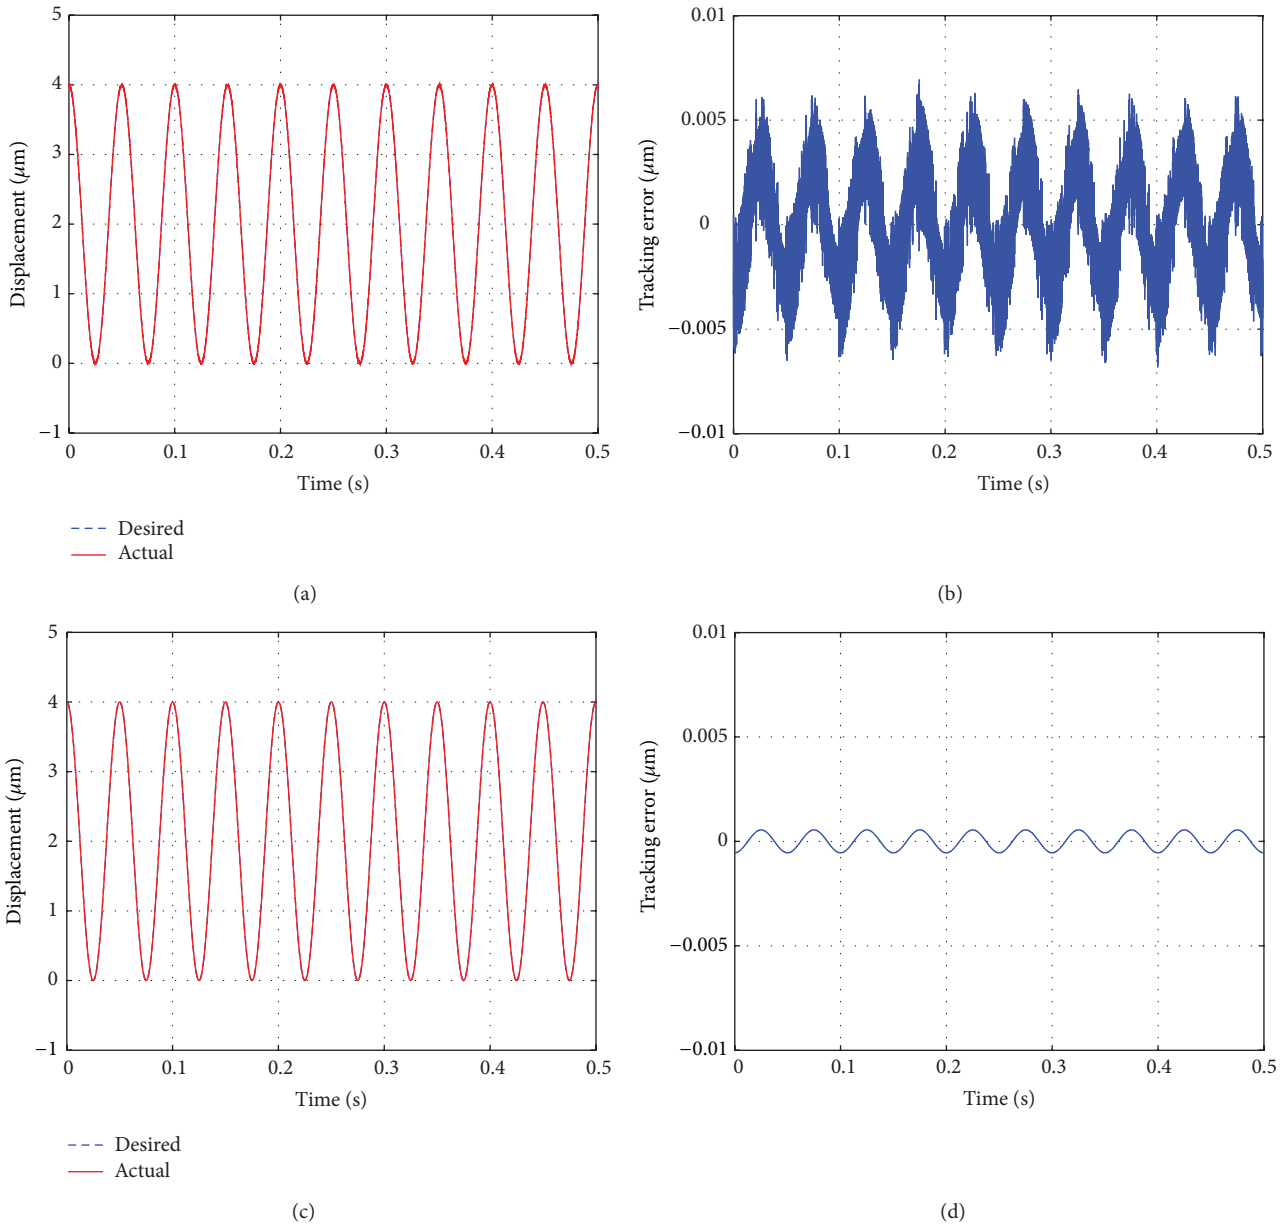 5
4
3
2
1
0
−1
Displacement (μm)
0 0.1 0.2 0.3 0.4 0.5
Time (s)
Desired
Actual
(a)
0.01
0.005
0
−0.005
−0.01
Tracking error (μm)
0 0.1 0.2 0.3 0.4 0.5
Time (s)
(b)
5
4
3
2
1
0
−1
Displacement (μm)
0 0.1 0.2 0.3 0.4 0.5
Time (s)
Desired
Actual
(c)
0.01
0.005
0
−0.005
−0.01
Tracking error (μm)
0 0.1 0.2 0.3 0.4 0.5
Time (s)
(d)